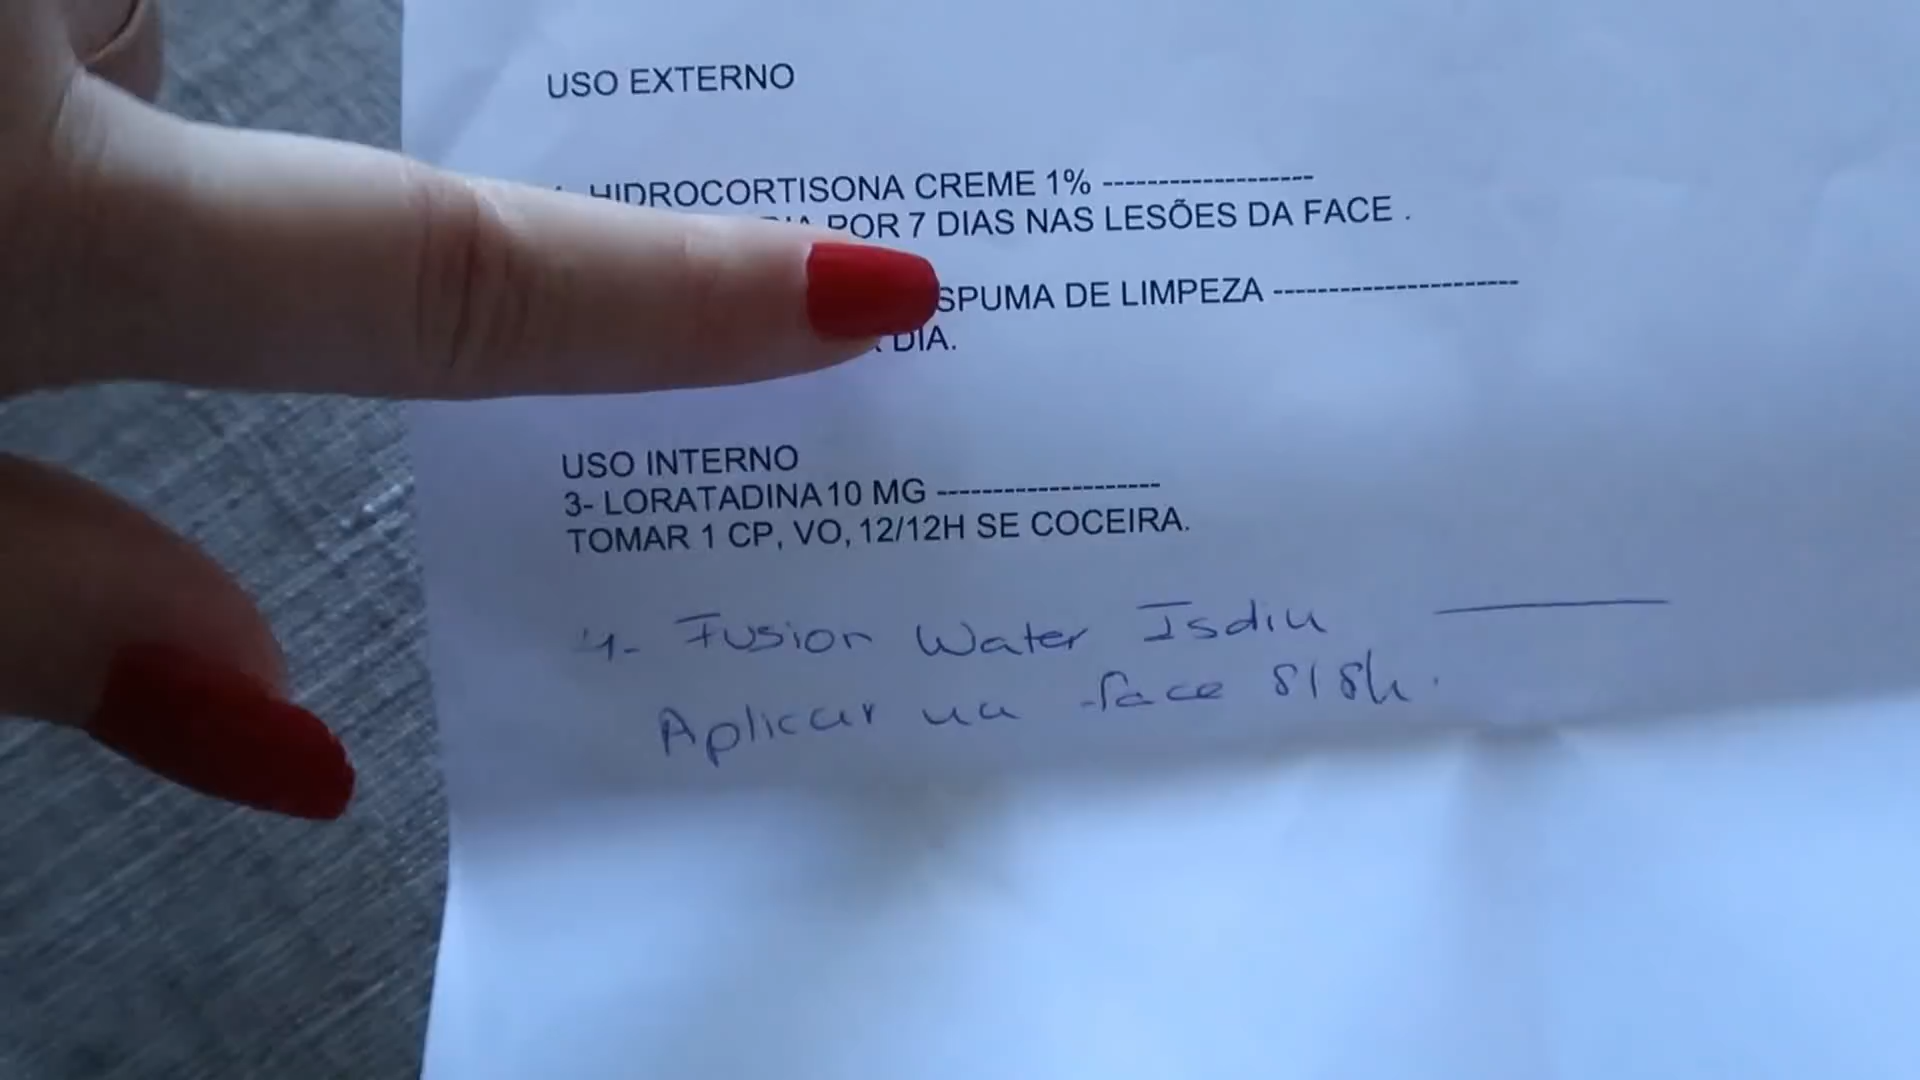 USO EXTERNO
HIDROCORTISONA CREME 1% -------------------
POR 7 DIAS NAS LESÕES DA FACE .
SPUMA DE LIMPEZA ----------------------
DIA.
USO INTERNO
3- LORATADINA 10 MG --------------------
TOMAR 1 CP, VO, 12/12H SE COCEIRA.
4- Fusion Water Isdin
Aplicar na face 8/8h.